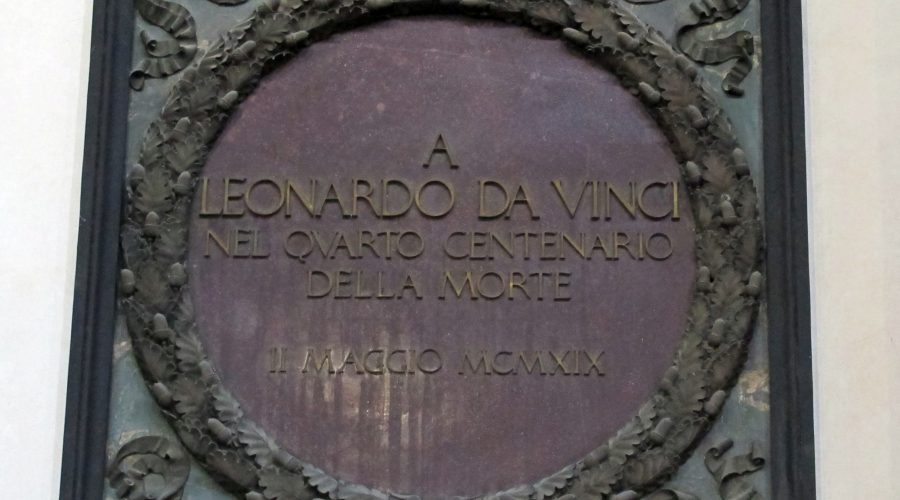 A
LEONARDO DA VINCI
NEL QVARTO CENTENARIO
DELLA MORTE
II MAGGIO MCMXIX